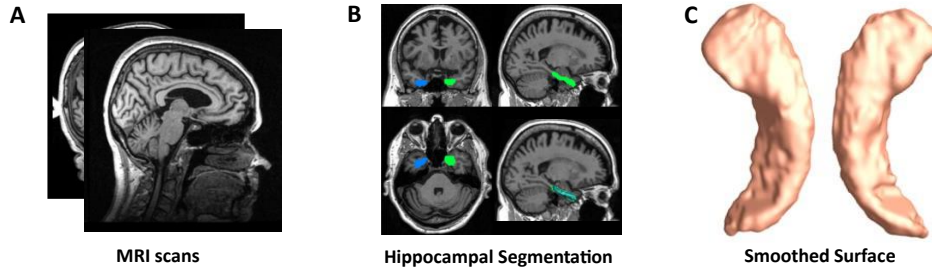 A
B
C
MRI scans
Hippocampal Segmentation
Smoothed Surface